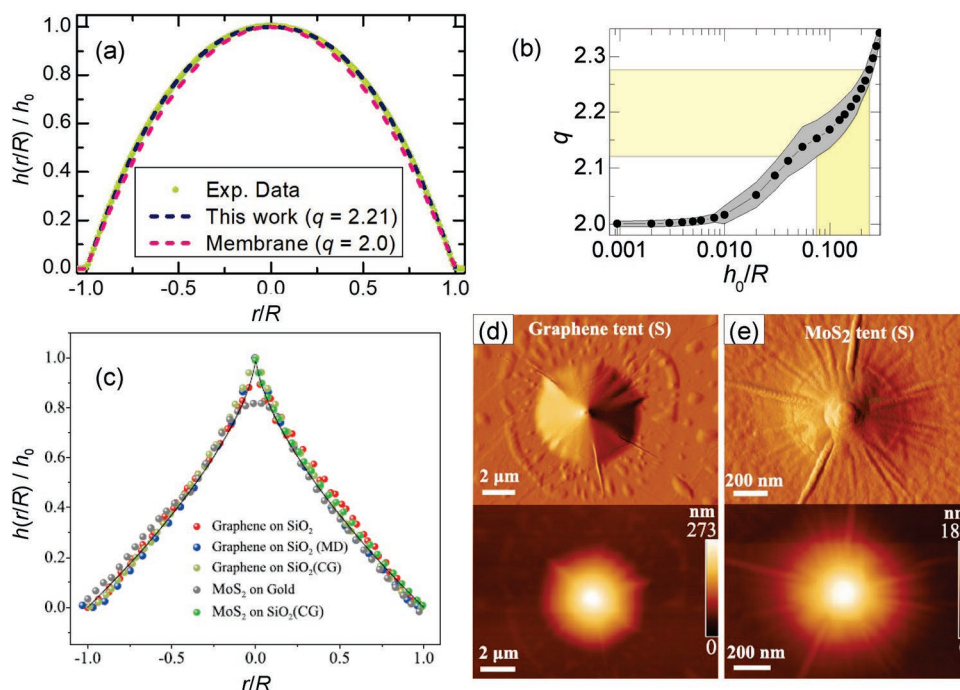 (a)
h(r/R) / h₀
1.0
0.8
0.6
0.4
0.2
0.0
Exp. Data
This work (q = 2.21)
Membrane (q = 2.0)
-1.0 -0.5 0.0 0.5 1.0
r/R
(b)
q
2.3
2.2
2.1
2.0
0.001 0.010 0.100
h₀/R
(c)
h(r/R) / h₀
1.0
0.8
0.6
0.4
0.2
0.0
Graphene on SiO₂
Graphene on SiO₂ (MD)
Graphene on SiO₂(CG)
MoS₂ on Gold
MoS₂ on SiO₂(CG)
-1.0 -0.5 0.0 0.5 1.0
r/R
(d)
Graphene tent (S)
2 μm
nm
273
0
2 μm
(e)
MoS₂ tent (S)
200 nm
nm
200 nm